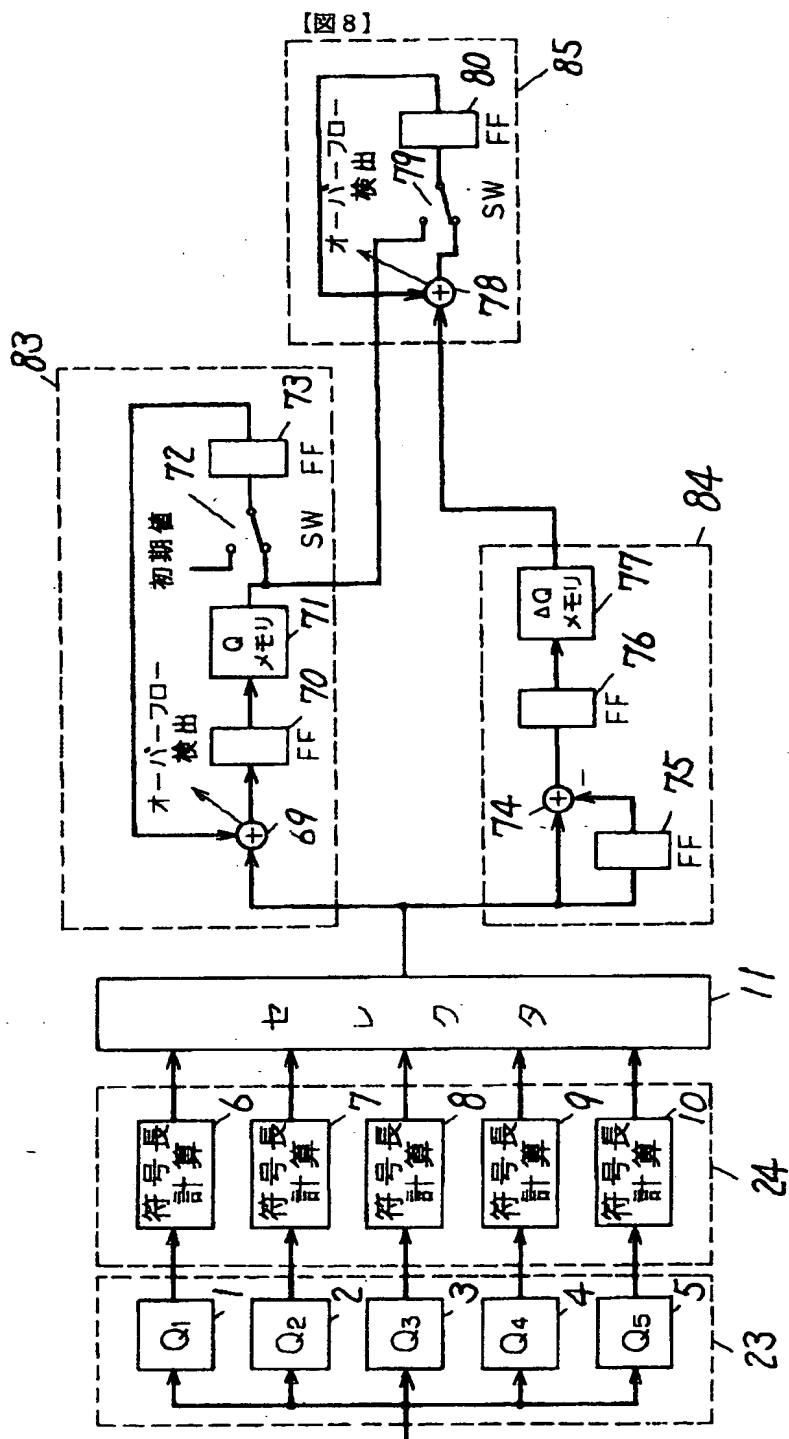 【図8】
83
初期値
オーバーフロー
検出
72
73
FF
SW
Q
メモリ
71
70
FF
69
オーバーフロー
検出
79
80
FF
SW
78
85
84
ΔQ
メモリ
77
76
FF
74
−
75
FF
セレクタ
11
符号長
計算
6
符号長
計算
7
符号長
計算
8
符号長
計算
9
符号長
計算
10
24
Q1
1
Q2
2
Q3
3
Q4
4
Q5
5
23